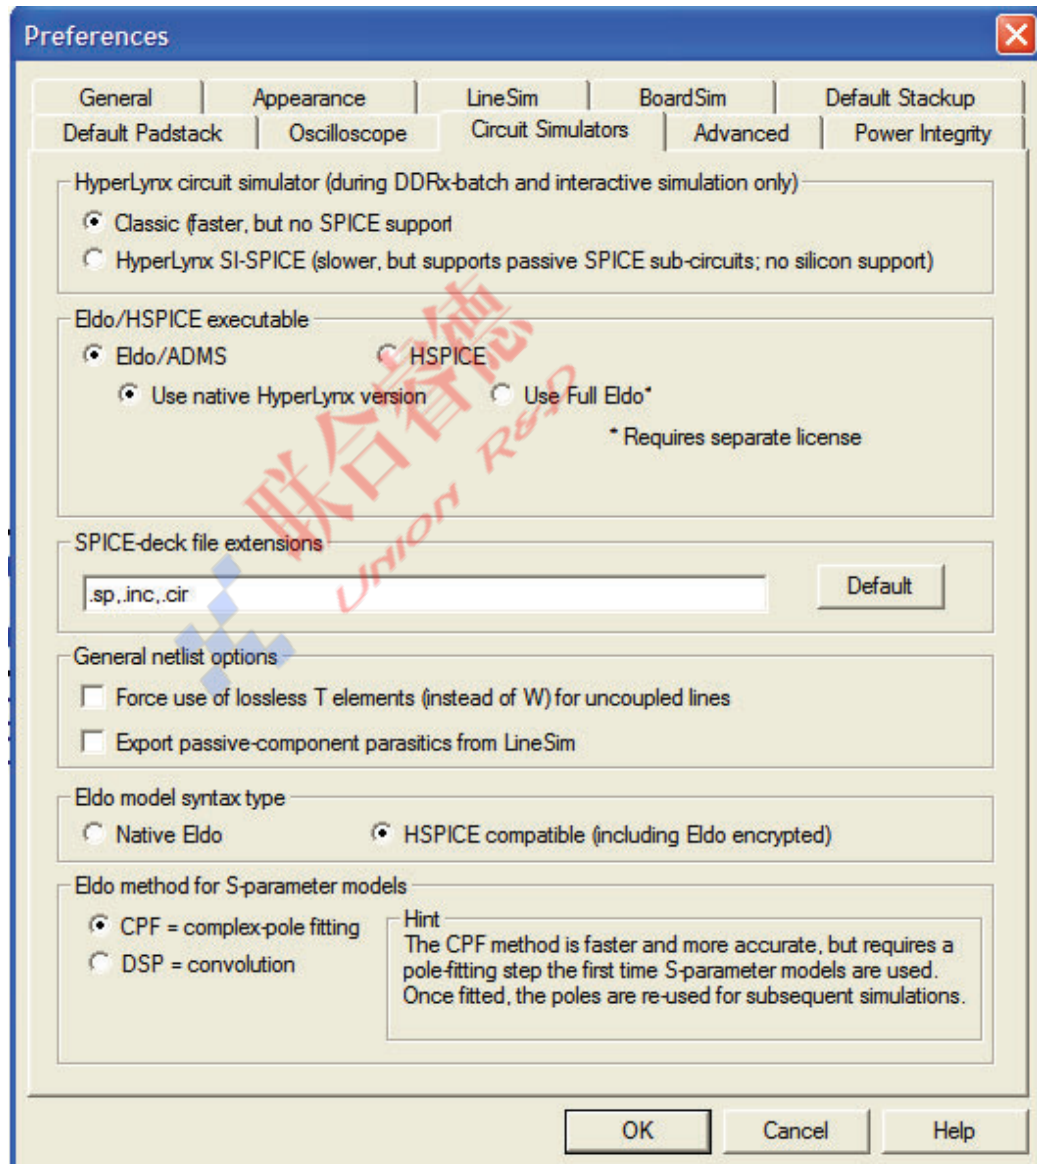 Preferences
General Appearance LineSim BoardSim Default Stackup
Default Padstack Oscilloscope Circuit Simulators Advanced Power Integrity
HyperLynx circuit simulator (during DDRx-batch and interactive simulation only)
Classic (faster, but no SPICE support
HyperLynx SI-SPICE (slower, but supports passive SPICE sub-circuits; no silicon support)
Eldo/HSPICE executable
Eldo/ADMS HSPICE
Use native HyperLynx version Use Full Eldo*
* Requires separate license
联合睿德
Union R&D
SPICE-deck file extensions
.sp,.inc,.cir Default
General netlist options
Force use of lossless T elements (instead of W) for uncoupled lines
Export passive-component parasitics from LineSim
Eldo model syntax type
Native Eldo HSPICE compatible (including Eldo encrypted)
Eldo method for S-parameter models
CPF = complex-pole fitting
DSP = convolution
Hint
The CPF method is faster and more accurate, but requires a
pole-fitting step the first time S-parameter models are used.
Once fitted, the poles are re-used for subsequent simulations.
OK Cancel Help